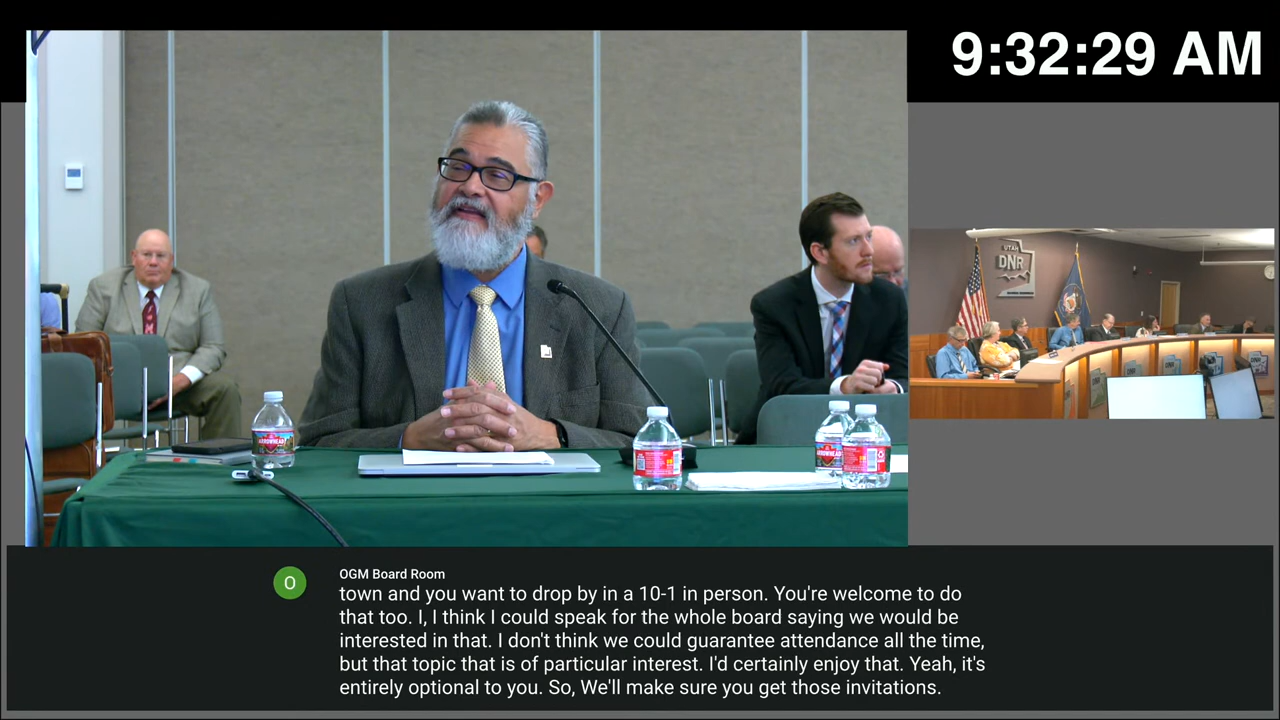 9:32:29 AM
UTAH
DNR
ARROWHEAD
O
OGM Board Room
town and you want to drop by in a 10-1 in person. You're welcome to do
that too. I, I think I could speak for the whole board saying we would be
interested in that. I don't think we could guarantee attendance all the time,
but that topic that is of particular interest. I'd certainly enjoy that. Yeah, it's
entirely optional to you. So, We'll make sure you get those invitations.